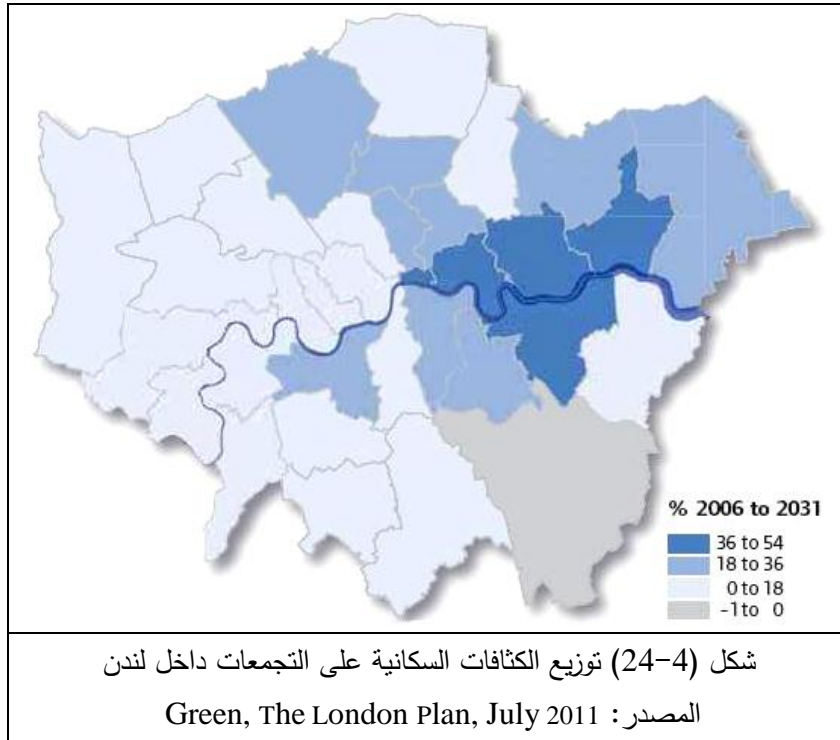 % 2006 to 2031
36 to 54
18 to 36
0 to 18
-1 to 0
شكل (4-24) توزيع الكثافات السكانية على التجمعات داخل لندن
المصدر: Green, The London Plan, July 2011